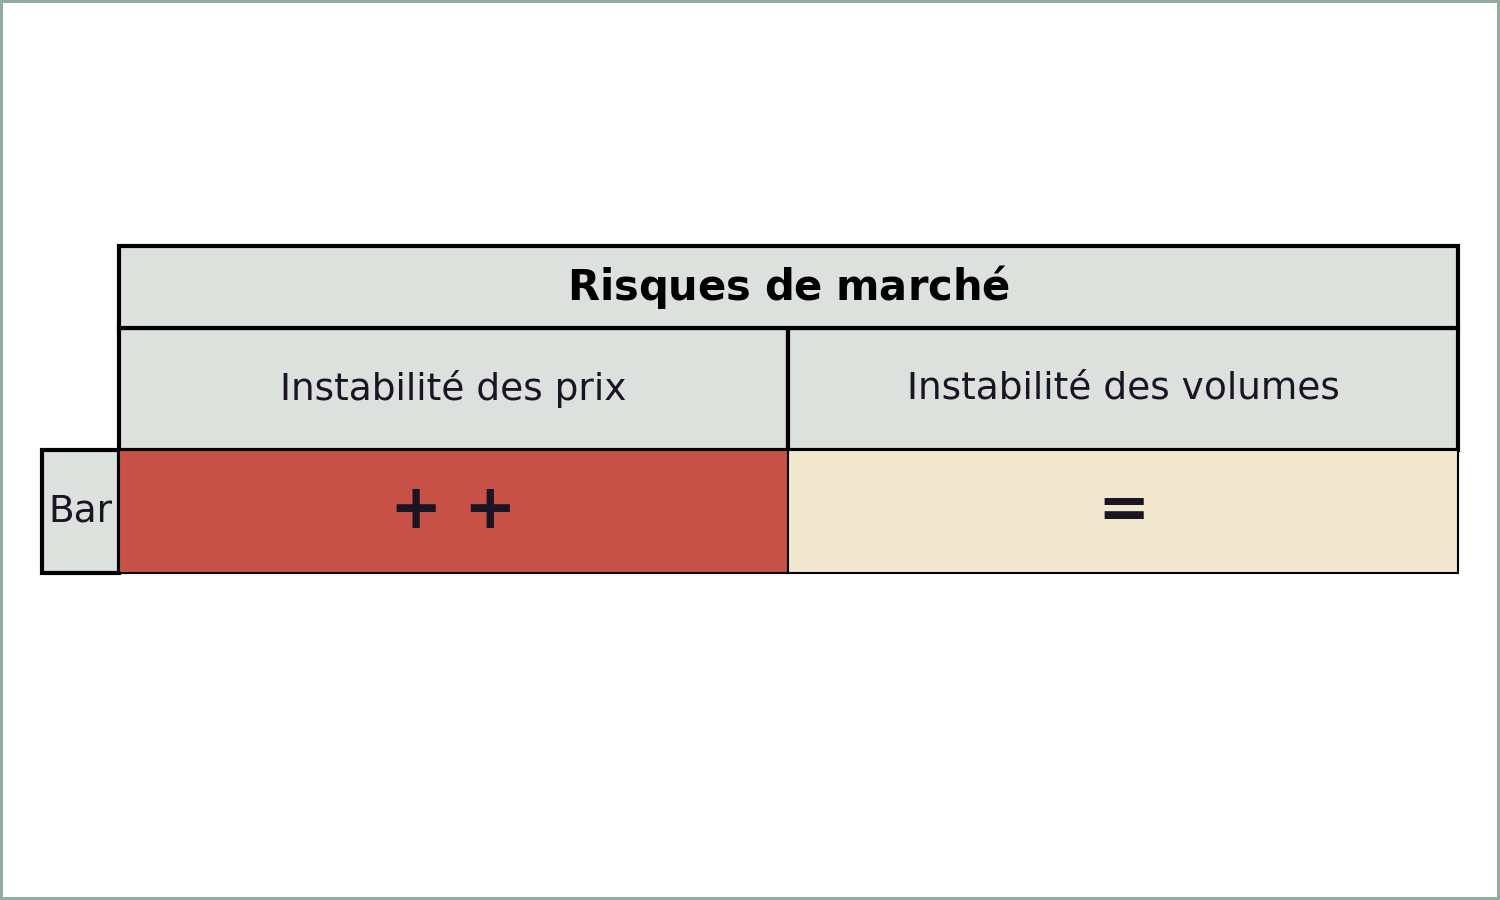 Risques de marché
Instabilité des prix
Instabilité des volumes
Bar
+ +
=